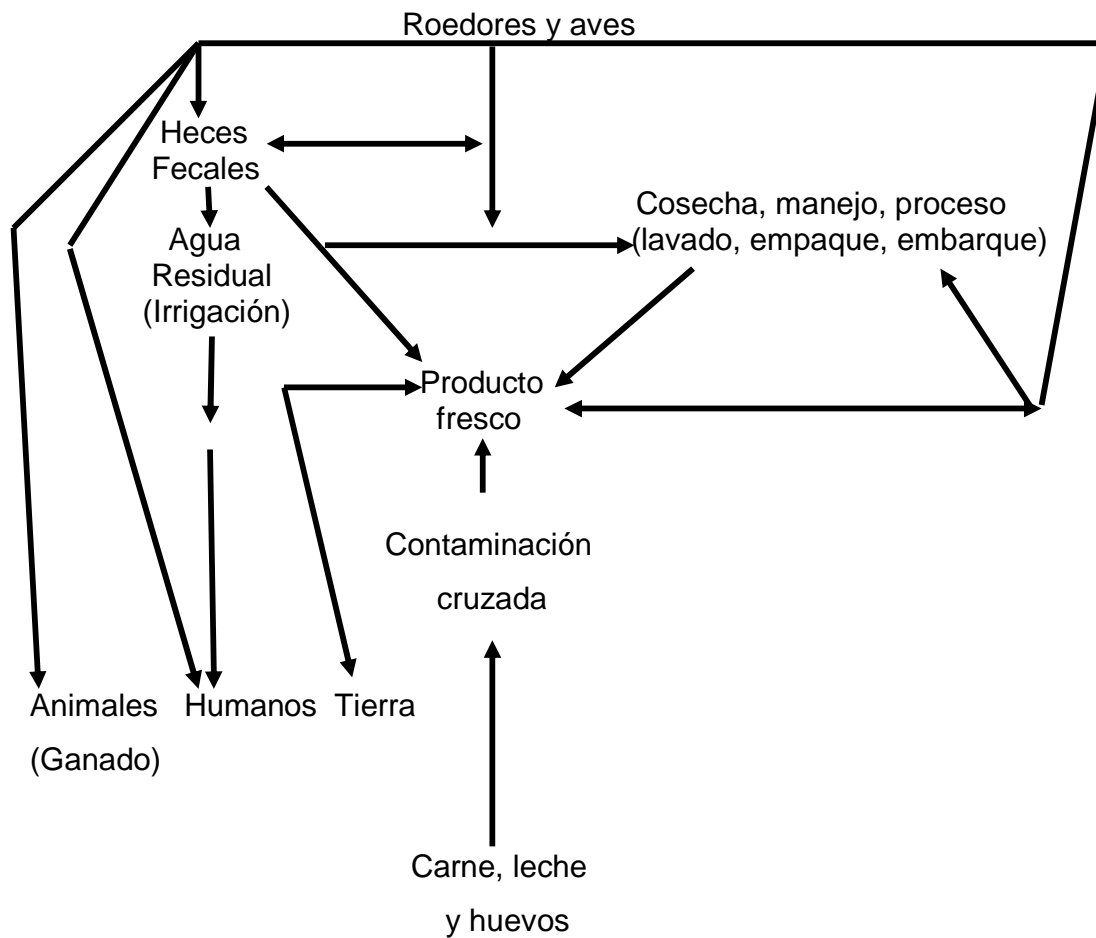 Roedores y aves
Heces
Fecales
Cosecha, manejo, proceso
(lavado, empaque, embarque)
Agua
Residual
(Irrigación)
Producto
fresco
Contaminación
cruzada
Animales Humanos Tierra
(Ganado)
Carne, leche
y huevos